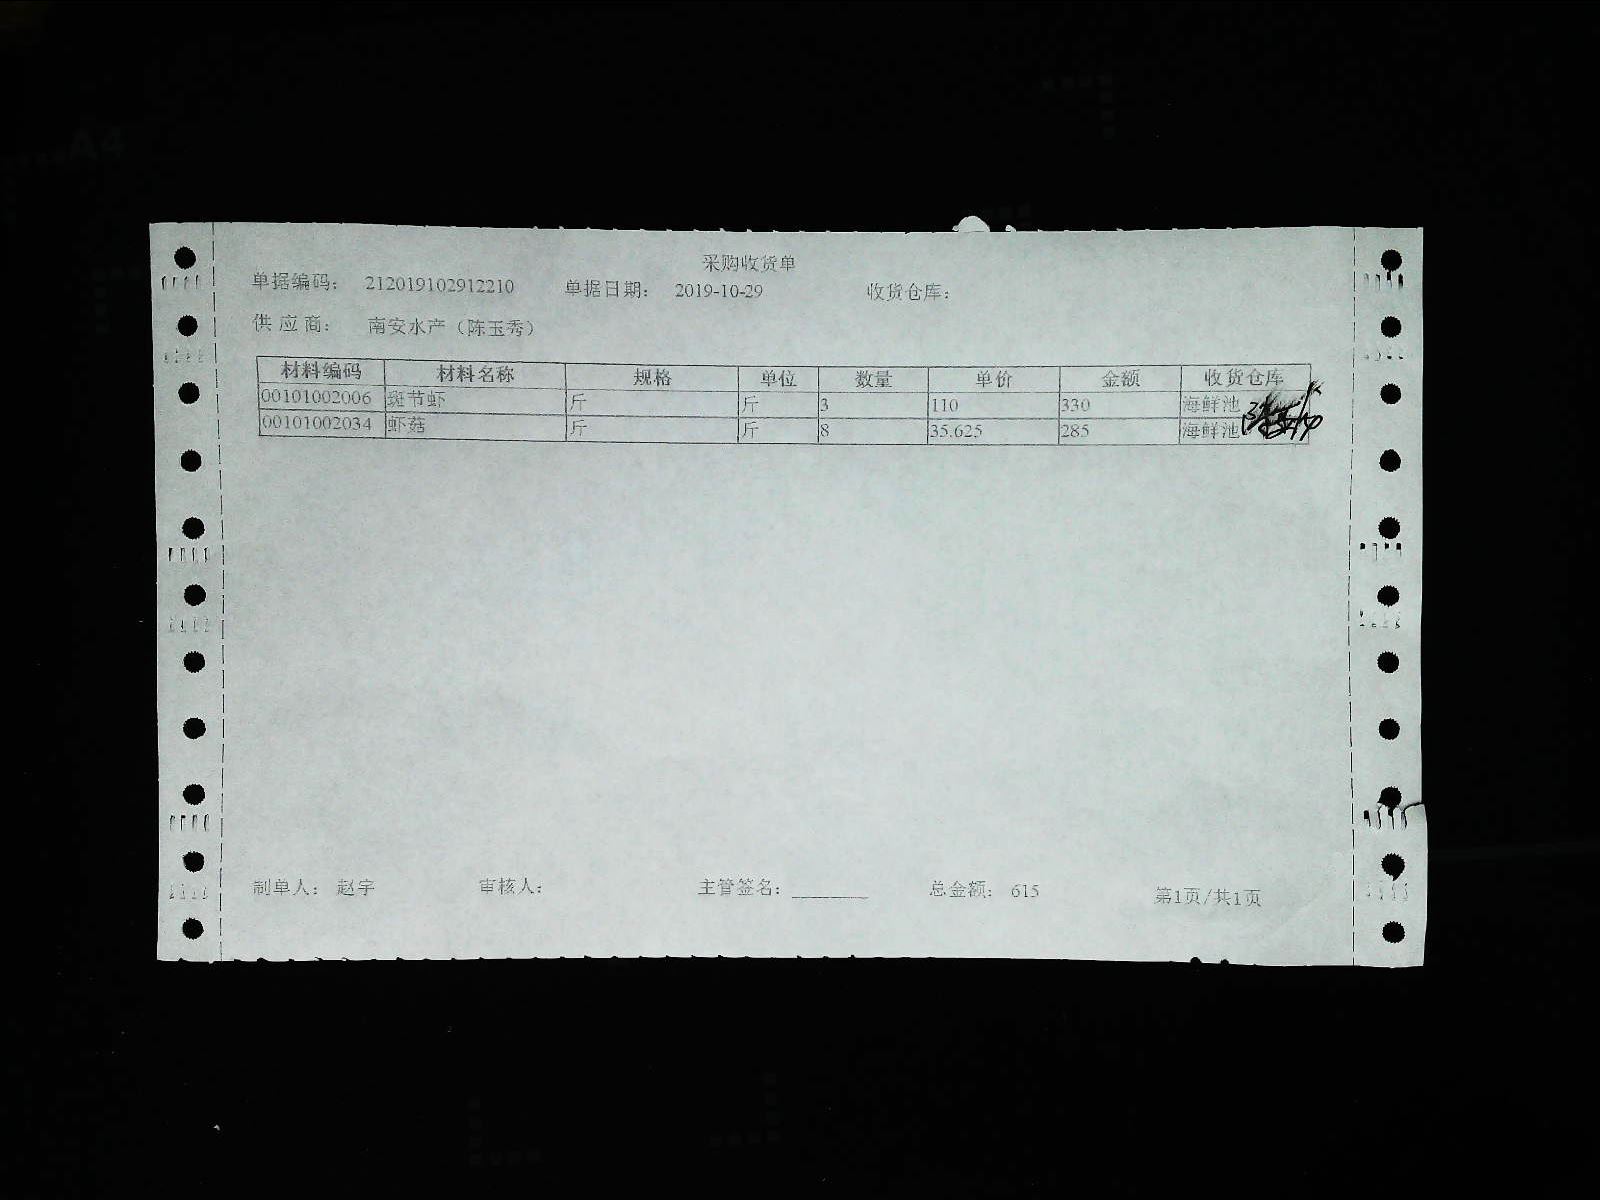 采购收货单
单据编码： 212019102912210 单据日期： 2019-10-29 收货仓库：
供 应 商： 南安水产（陈玉秀）
材料编码 材料名称 规格 单位 数量 单价 金额 收货仓库
00101002006 斑节虾 斤 斤 3 110 330 海鲜池
00101002034 虾菇 斤 斤 8 35.625 285 海鲜池
制单人： 赵宇 审核人： 主管签名： 总金额： 615 第1页/共1页